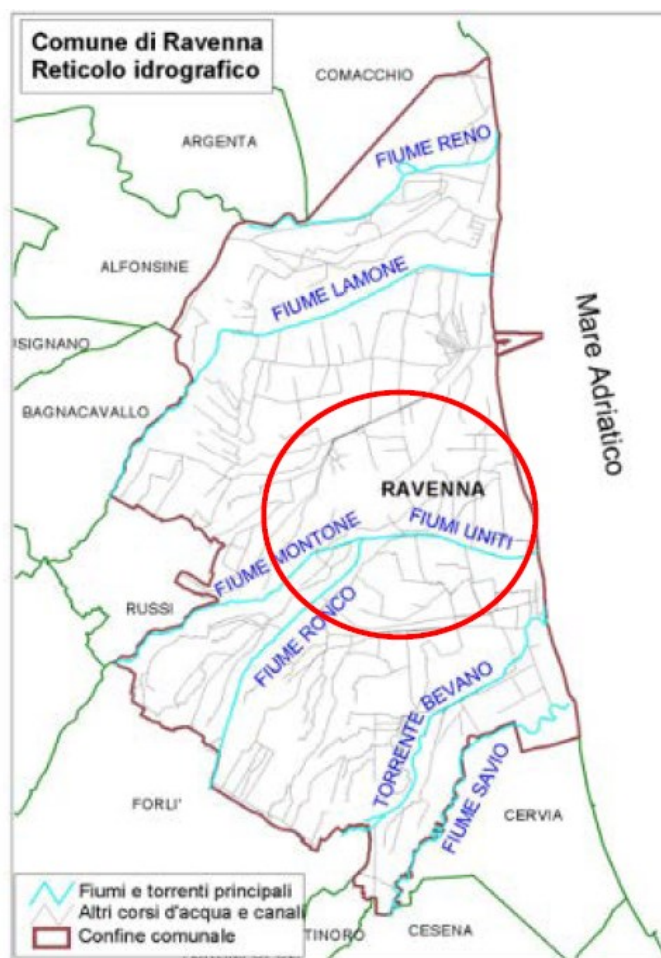 Comune di Ravenna
Reticolo idrografico
COMACCHIO
ARGENTA
FIUME RENO
ALFONSINE
FIUME LAMONE
Mare Adriatico
USIGNANO
BAGNACAVALLO
RAVENNA
FIUMI UNITI
FIUME MONTONE
RUSSI
FIUME RONCO
TORRENTE BEVANO
FORLI'
FIUME SAVIO
CERVIA
Fiumi e torrenti principali
Altri corsi d'acqua e canali
Confine comunale
TINORO
CESENA